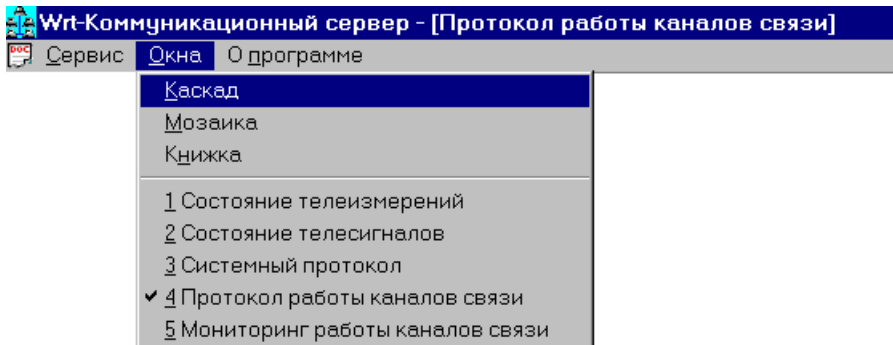 Wrt-Коммуникационный сервер - [Протокол работы каналов связи]
DOC Сервис Окна О программе
Каскад
Мозаика
Книжка
1 Состояние телеизмерений
2 Состояние телесигналов
3 Системный протокол
✔ 4 Протокол работы каналов связи
5 Мониторинг работы каналов связи